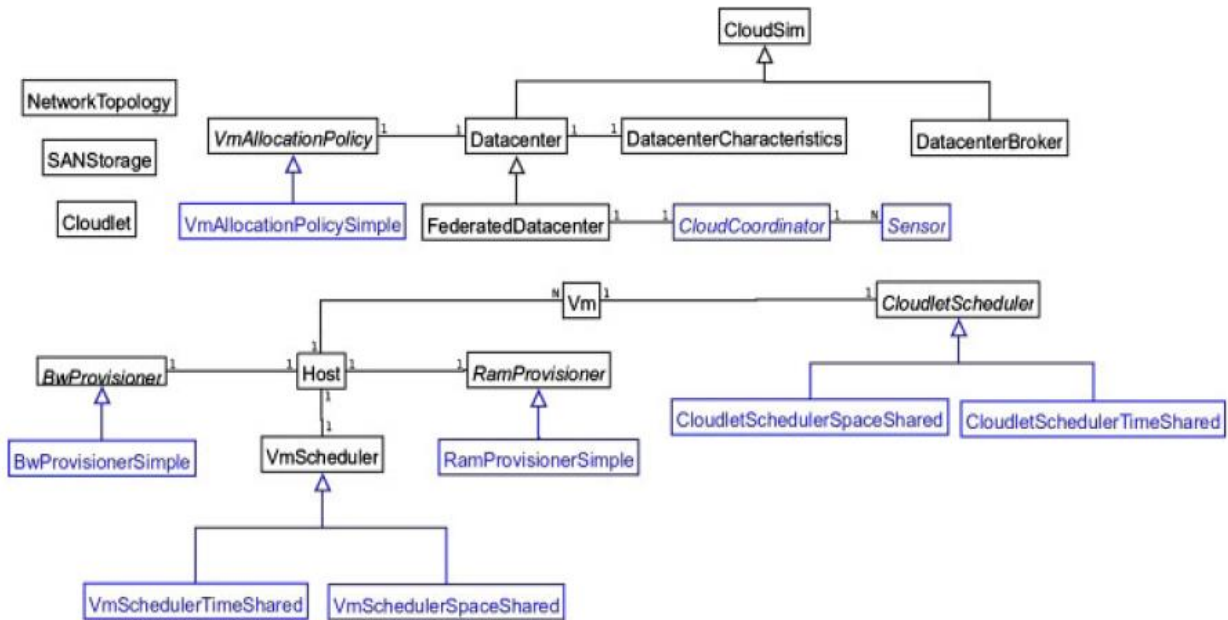 CloudSim
NetworkTopology
VmAllocationPolicy 1 1 Datacenter 1 1 DatacenterCharacteristics
DatacenterBroker
SANStorage
Cloudlet
VmAllocationPolicySimple
FederatedDatacenter 1 1 CloudCoordinator 1 N Sensor
N Vm 1 1 CloudletScheduler
1
BwProvisioner 1 1 Host 1 1 RamProvisioner
1
CloudletSchedulerSpaceShared
CloudletSchedulerTimeShared
1
BwProvisionerSimple
VmScheduler
RamProvisionerSimple
VmSchedulerTimeShared
VmSchedulerSpaceShared